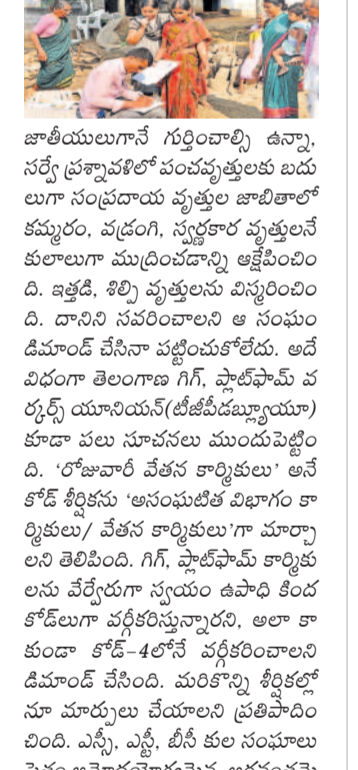 జాతీయులుగానే గుర్తించాల్సి ఉన్నా,
సర్వే ప్రశ్నావళిలో పంచవృత్తులకు బదు
లుగా సంప్రదాయ వృత్తుల జాబితాలో
కమ్మరం, వడ్రంగి, స్వర్ణకార వృత్తులనే
కులాలుగా ముద్రించడాన్ని ఆక్షేపించిం
ది. ఇత్తడి, శిల్పి వృత్తులను విస్మరించిం
ది. దానిని సవరించాలని ఆ సంఘం
డిమాండ్ చేసినా పట్టించుకోలేదు. అదే
విధంగా తెలంగాణ గిగ్, ప్లాట్‌ఫామ్ వ
ర్కర్స్ యూనియన్(టీజీపీడబ్ల్యూయూ)
కూడా పలు సూచనలు ముందుపెట్టిం
ది. ‘రోజువారీ వేతన కార్మికులు’ అనే
కోడ్ శీర్షికను ‘అసంఘటిత విభాగం కా
ర్మికులు/ వేతన కార్మికులు’గా మార్చా
లని తెలిపింది. గిగ్, ప్లాట్‌ఫామ్ కార్మికు
లను వేర్వేరుగా స్వయం ఉపాధి కింద
కోడ్‌లుగా వర్గీకరిస్తున్నారని, అలా కా
కుండా కోడ్-4లోనే వర్గీకరించాలని
డిమాండ్ చేసింది. మరికొన్ని శీర్షికల్లో
నూ మార్పులు చేయాలని ప్రతిపాదిం
చింది. ఎస్సీ, ఎస్టీ, బీసీ కుల సంఘాలు